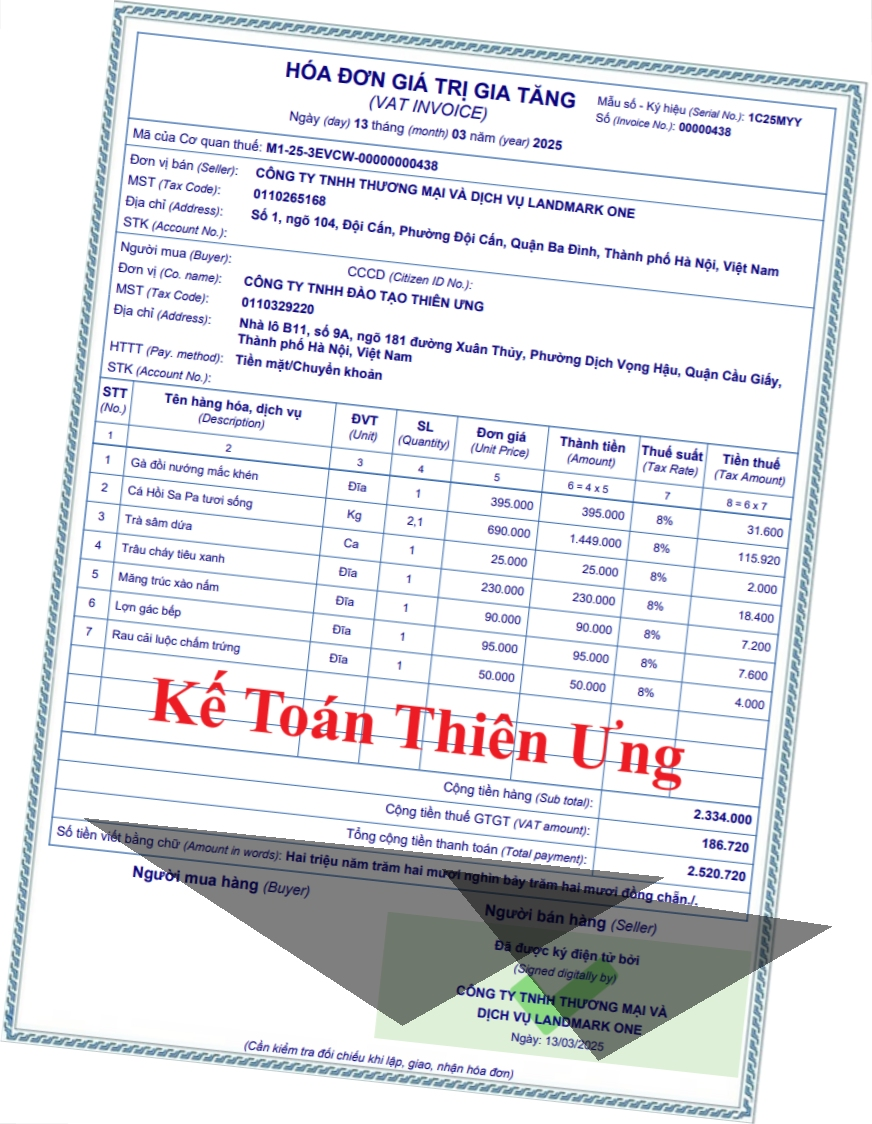 HÓA ĐƠN GIÁ TRỊ GIA TĂNG
(VAT INVOICE)
Ngày (day) 13 tháng (month) 03 năm (year) 2025
Mẫu số - Ký hiệu (Serial No.): 1C25MYY
Số (Invoice No.): 00000438
Mã của Cơ quan thuế: M1-25-3EVCW-00000000438
Đơn vị bán (Seller): CÔNG TY TNHH THƯƠNG MẠI VÀ DỊCH VỤ LANDMARK ONE
MST (Tax Code): 0110265168
Địa chỉ (Address): Số 1, ngõ 104, Đội Cấn, Phường Đội Cấn, Quận Ba Đình, Thành phố Hà Nội, Việt Nam
STK (Account No.):
Người mua (Buyer): CCCD (Citizen ID No.):
Đơn vị (Co. name): CÔNG TY TNHH ĐÀO TẠO THIÊN ƯNG
MST (Tax Code): 0110329220
Địa chỉ (Address): Nhà lô B11, số 9A, ngõ 181 đường Xuân Thủy, Phường Dịch Vọng Hậu, Quận Cầu Giấy,
Thành phố Hà Nội, Việt Nam
HTTT (Pay. method): Tiền mặt/Chuyển khoản
STK (Account No.):
STT Tên hàng hóa, dịch vụ ĐVT SL Đơn giá Thành tiền Thuế suất Tiền thuế
(No.) (Description) (Unit) (Quantity) (Unit Price) (Amount) (Tax Rate) (Tax Amount)
1 2 3 4 5 6 = 4 x 5 7 8 = 6 x 7
1 Gà đồi nướng mắc khén Đĩa 1 395.000 395.000 8% 31.600
2 Cá Hồi Sa Pa tươi sống Kg 2,1 690.000 1.449.000 8% 115.920
3 Trà sâm dứa Ca 1 25.000 25.000 8% 2.000
4 Trâu cháy tiêu xanh Đĩa 1 230.000 230.000 8% 18.400
5 Măng trúc xào nấm Đĩa 1 90.000 90.000 8% 7.200
6 Lợn gác bếp Đĩa 1 95.000 95.000 8% 7.600
7 Rau cải luộc chấm trứng Đĩa 1 50.000 50.000 8% 4.000
Kế Toán Thiên Ưng
Cộng tiền hàng (Sub total): 2.334.000
Cộng tiền thuế GTGT (VAT amount): 186.720
Tổng cộng tiền thanh toán (Total payment): 2.520.720
Số tiền viết bằng chữ (Amount in words): Hai triệu năm trăm hai mươi nghìn bảy trăm hai mươi đồng chẵn./.
Người mua hàng (Buyer)
Người bán hàng (Seller)
Đã được ký điện tử bởi
(Signed digitally by)
CÔNG TY TNHH THƯƠNG MẠI VÀ
DỊCH VỤ LANDMARK ONE
Ngày: 13/03/2025
(Cần kiểm tra đối chiếu khi lập, giao, nhận hóa đơn)